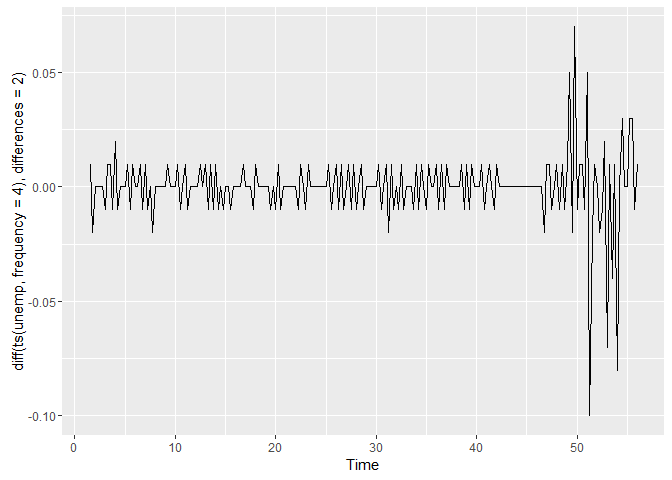 diff(ts(unemp, frequency = 4)), differences = 2)
0.05
0.00
-0.05
-0.10
0 10 20 30 40 50
Time